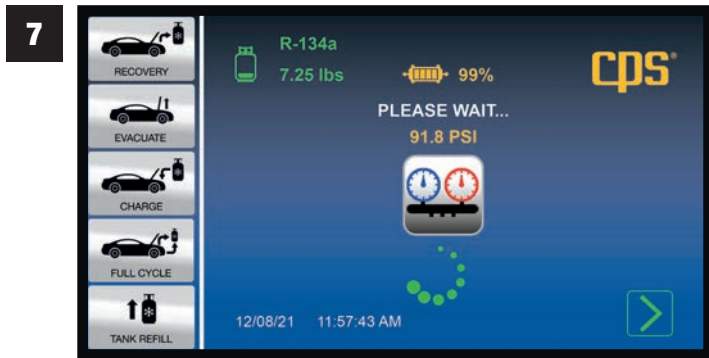 7
RECOVERY
EVACUATE
CHARGE
FULL CYCLE
TANK REFILL
R-134a
7.25 lbs
99%
PLEASE WAIT...
91.8 PSI
CPS®
12/08/21 11:57:43 AM